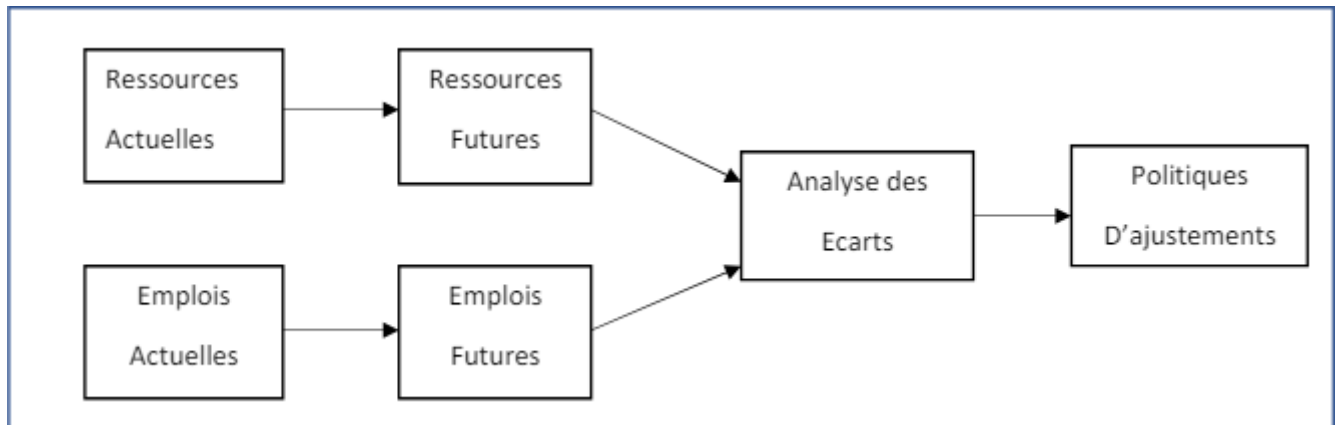 Ressources
Actuelles
Ressources
Futures
Analyse des
Ecarts
Politiques
D’ajustements
Emplois
Actuelles
Emplois
Futures